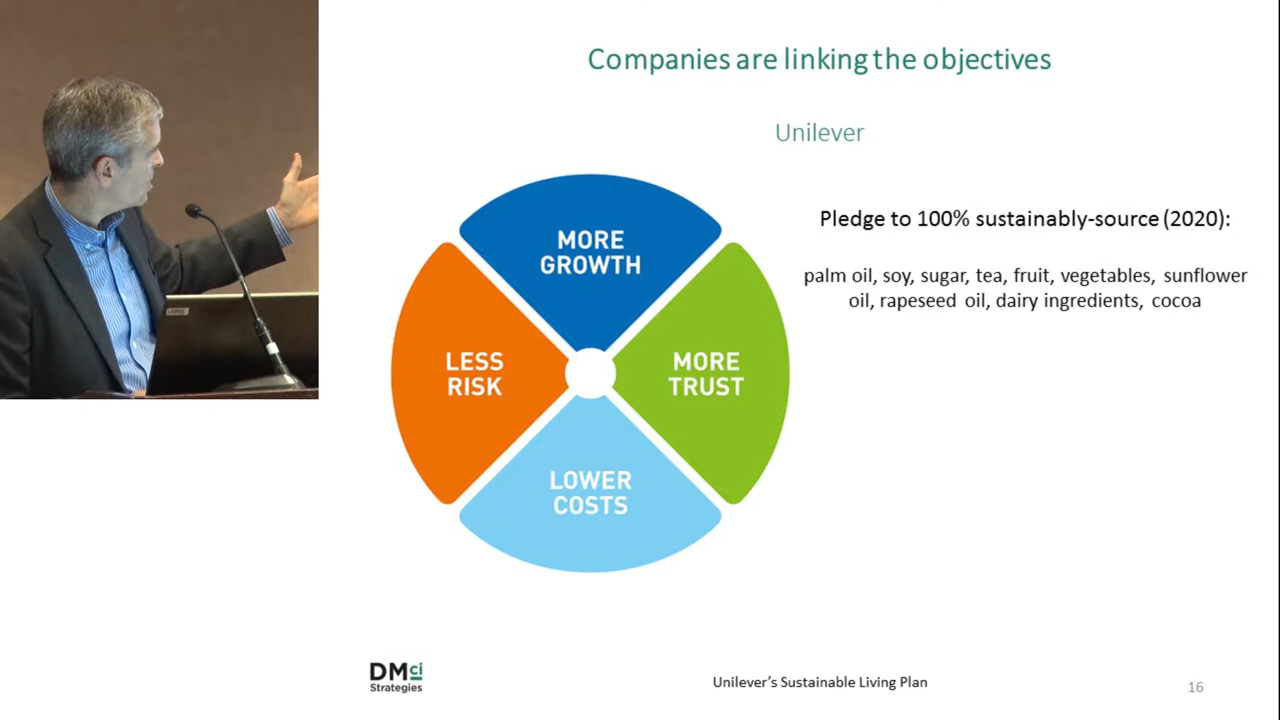 Companies are linking the objectives
Unilever
MORE
GROWTH
LESS
RISK
MORE
TRUST
LOWER
COSTS
Pledge to 100% sustainably-source (2020):
palm oil, soy, sugar, tea, fruit, vegetables, sunflower
oil, rapeseed oil, dairy ingredients, cocoa
DMci
Strategies
Unilever's Sustainable Living Plan
16